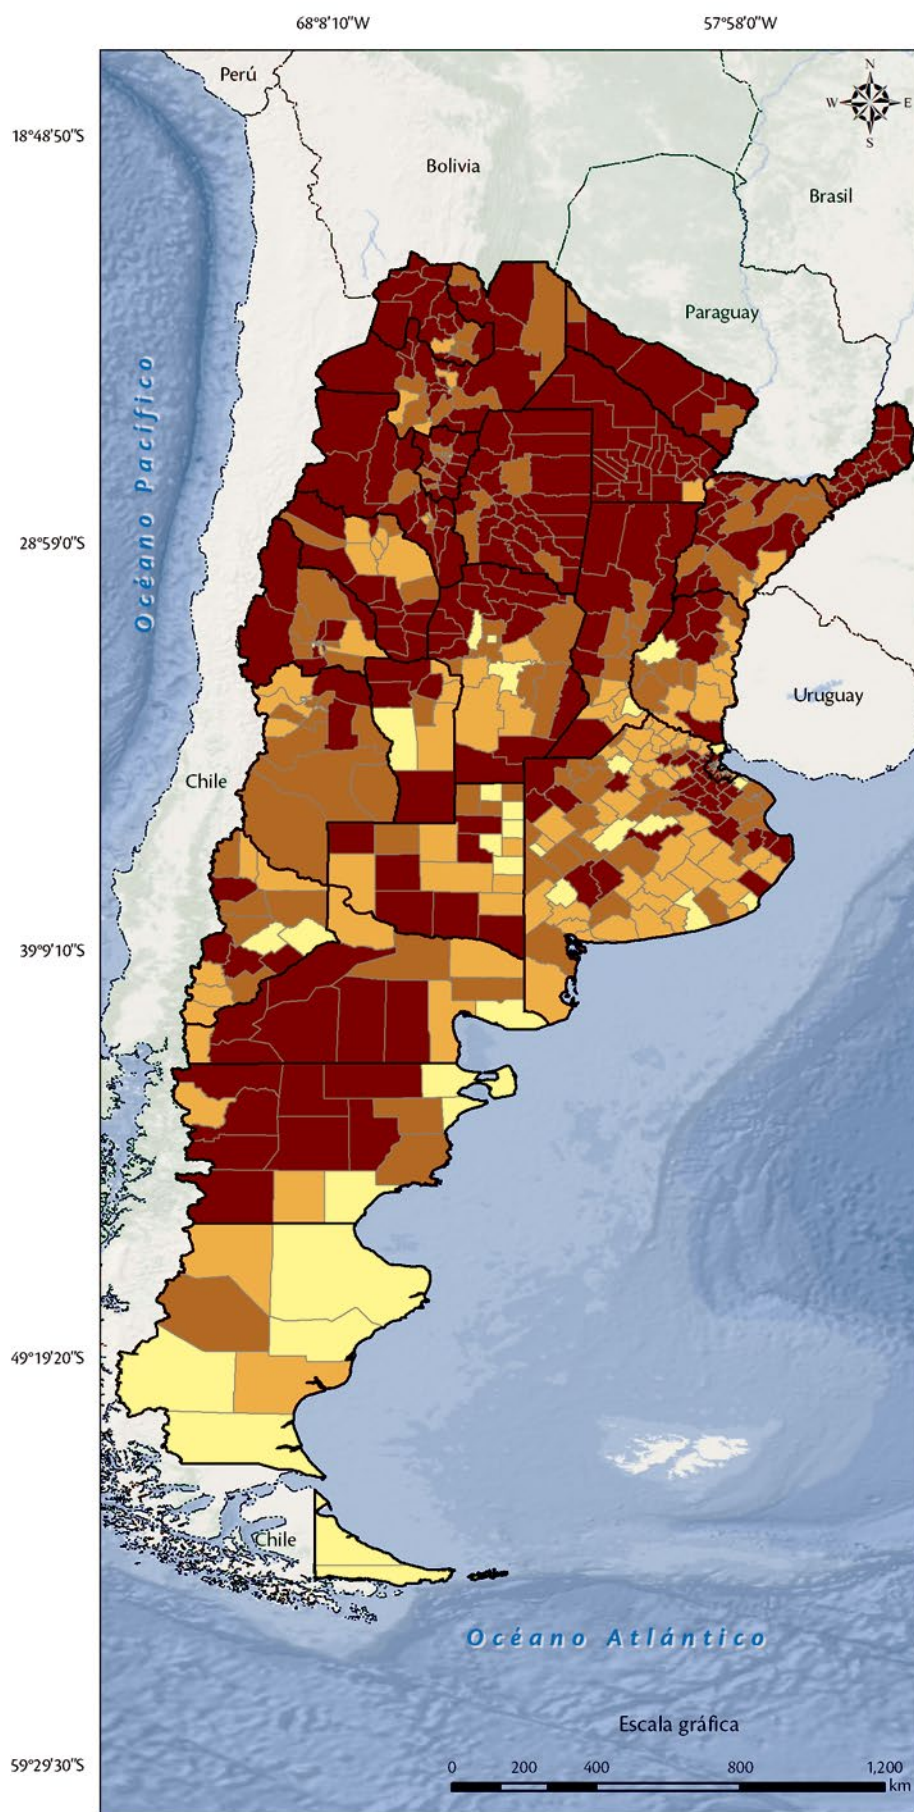 68°8'10"W
57°58'0"W
Perú
N
W
E
S
18°48'50"S
Bolivia
Brasil
Paraguay
Océano Pacífico
28°59'0"S
Uruguay
Chile
39°9'10"S
49°19'20"S
Chile
Océano Atlántico
Escala gráfica
59°29'30"S
0
200
400
800
1,200
km